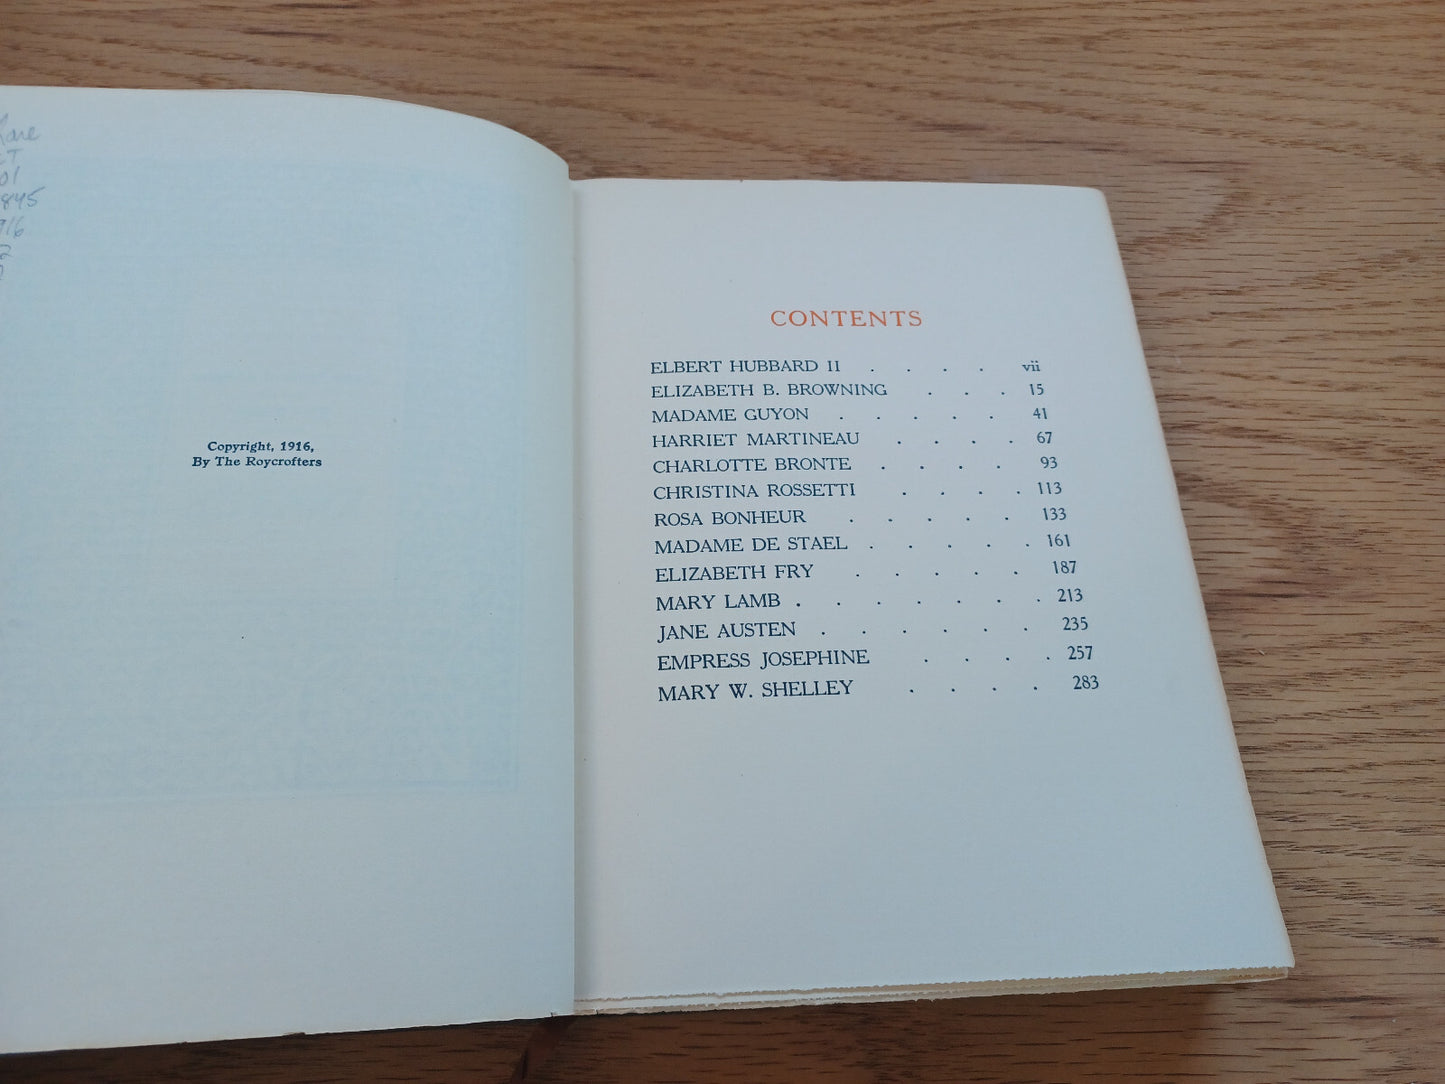 Rare
Copyright, 1916,
By The Roycrofters
CONTENTS
ELBERT HUBBARD II . . . . vii
ELIZABETH B. BROWNING . . . 15
MADAME GUYON . . . . . 41
HARRIET MARTINEAU . . . . 67
CHARLOTTE BRONTE . . . . 93
CHRISTINA ROSSETTI . . . . 113
ROSA BONHEUR . . . . . 133
MADAME DE STAEL . . . . . 161
ELIZABETH FRY . . . . . 187
MARY LAMB . . . . . . . 213
JANE AUSTEN . . . . . . 235
EMPRESS JOSEPHINE . . . . 257
MARY W. SHELLEY . . . . 283